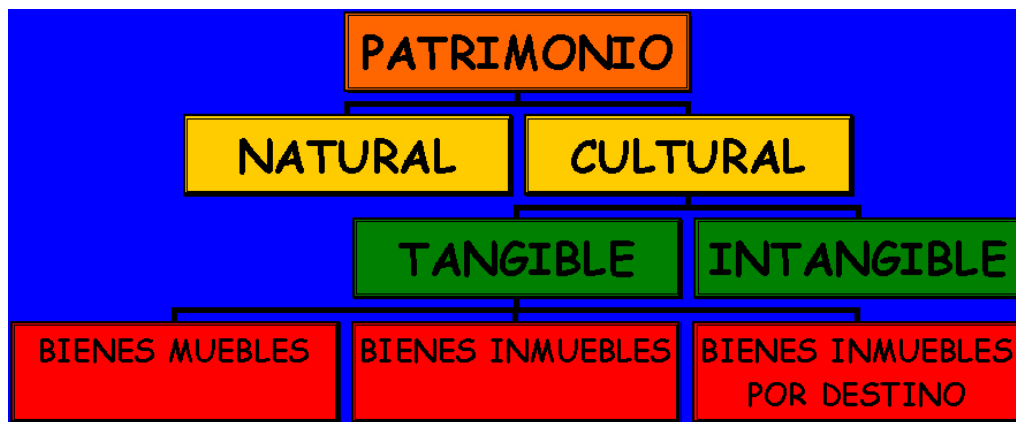 PATRIMONIO
NATURAL
CULTURAL
TANGIBLE
INTANGIBLE
BIENES MUEBLES
BIENES INMUEBLES
BIENES INMUEBLES
POR DESTINO